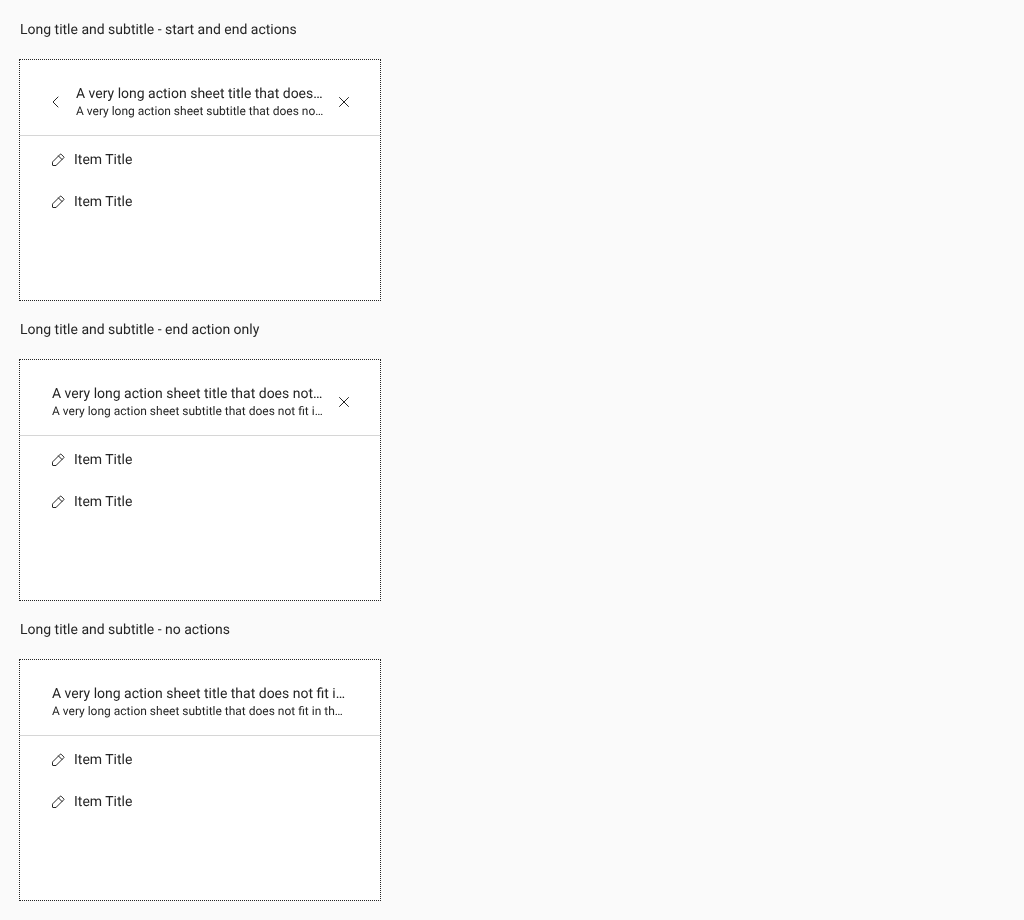 Long title and subtitle - start and end actions
A very long action sheet title that does...
A very long action sheet subtitle that does no...
Item Title
Item Title
Long title and subtitle - end action only
A very long action sheet title that does not...
A very long action sheet subtitle that does not fit i...
Item Title
Item Title
Long title and subtitle - no actions
A very long action sheet title that does not fit i...
A very long action sheet subtitle that does not fit in th...
Item Title
Item Title